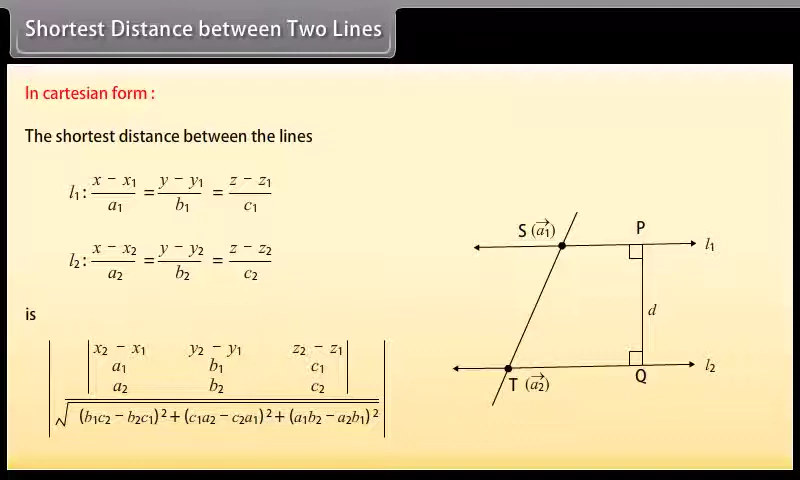 Shortest Distance between Two Lines
In cartesian form :
The shortest distance between the lines
l₁: x − x₁ / a₁ = y − y₁ / b₁ = z − z₁ / c₁
l₂: x − x₂ / a₂ = y − y₂ / b₂ = z − z₂ / c₂
is
x₂ − x₁ y₂ − y₁ z₂ − z₁
a₁ b₁ c₁
a₂ b₂ c₂
√(b₁c₂ − b₂c₁)² + (c₁a₂ − c₂a₁)² + (a₁b₂ − a₂b₁)²
S (a₁→) P l₁
d
T (a₂→) Q l₂